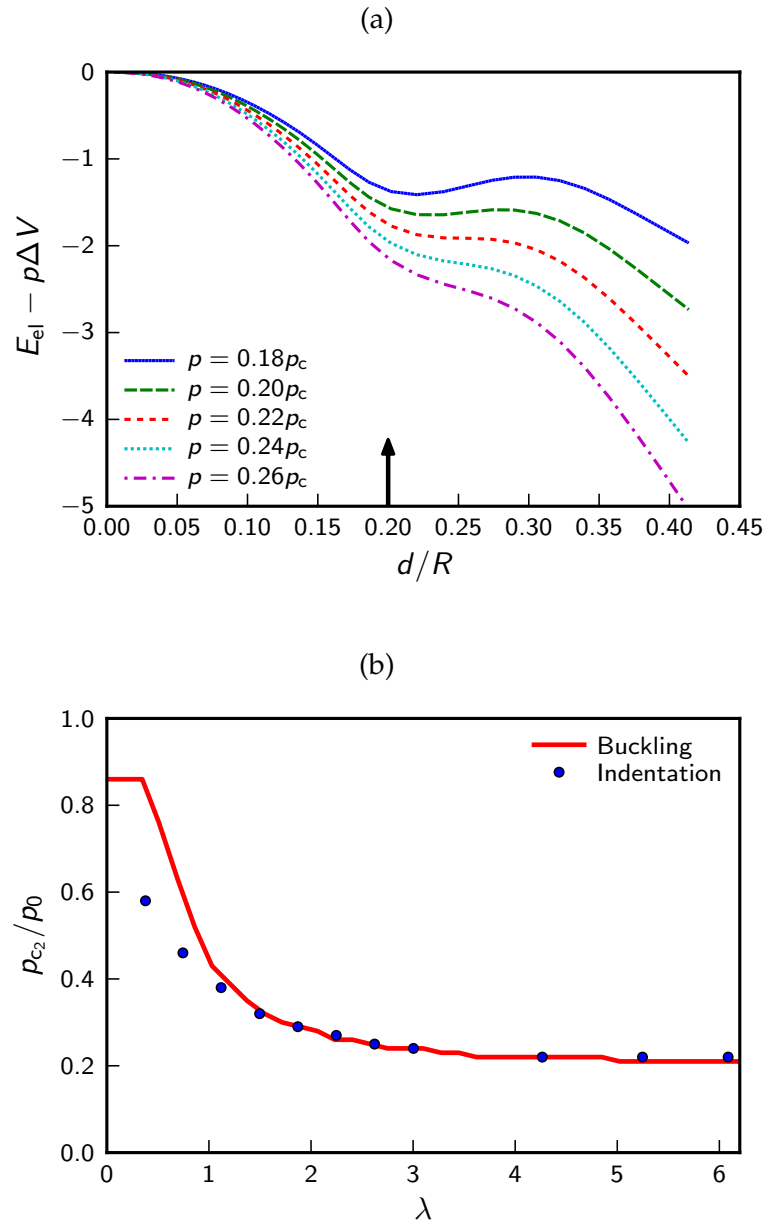 (a)
0
−1
−2
−3
−4
−5
E_el − pΔV
p = 0.18p_c
p = 0.20p_c
p = 0.22p_c
p = 0.24p_c
p = 0.26p_c
0.00 0.05 0.10 0.15 0.20 0.25 0.30 0.35 0.40 0.45
d/R
(b)
1.0
0.8
0.6
0.4
0.2
0.0
p_c₂/p_0
Buckling
Indentation
0 1 2 3 4 5 6
λ